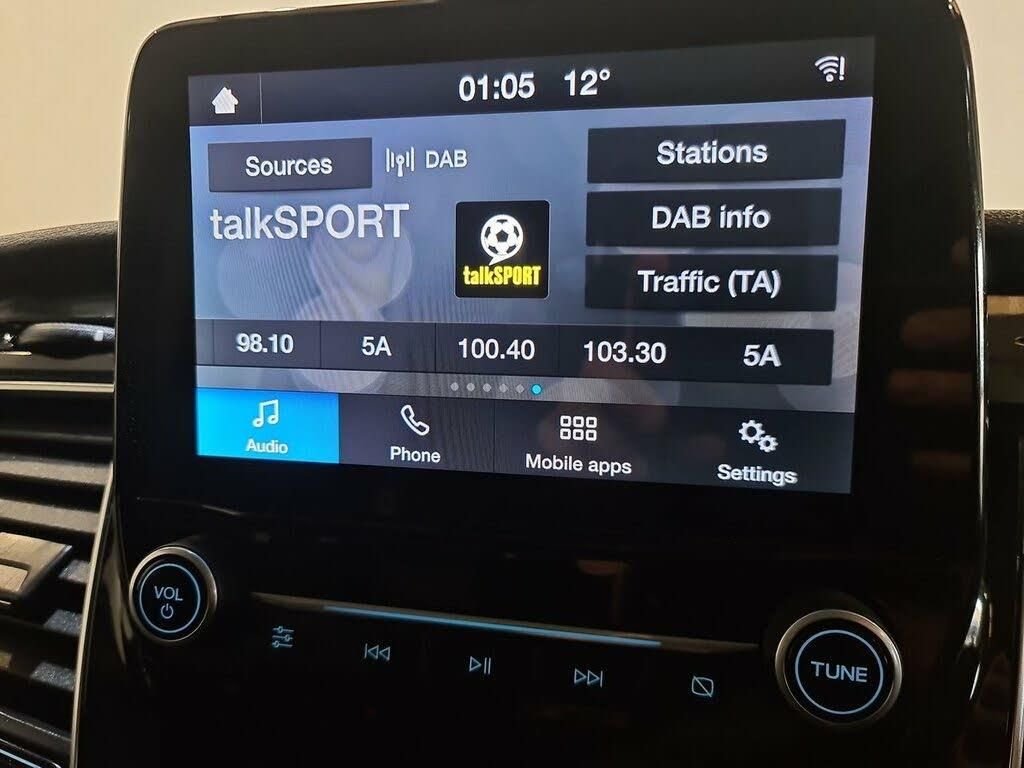 01:05 12°
Sources
DAB
Stations
talkSPORT
talkSPORT
DAB info
Traffic (TA)
98.10 5A 100.40 103.30 5A
Audio Phone Mobile apps Settings
VOL
TUNE